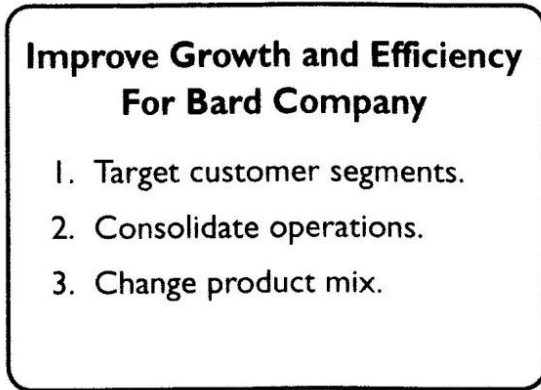 Improve Growth and Efficiency
For Bard Company
1. Target customer segments.
2. Consolidate operations.
3. Change product mix.